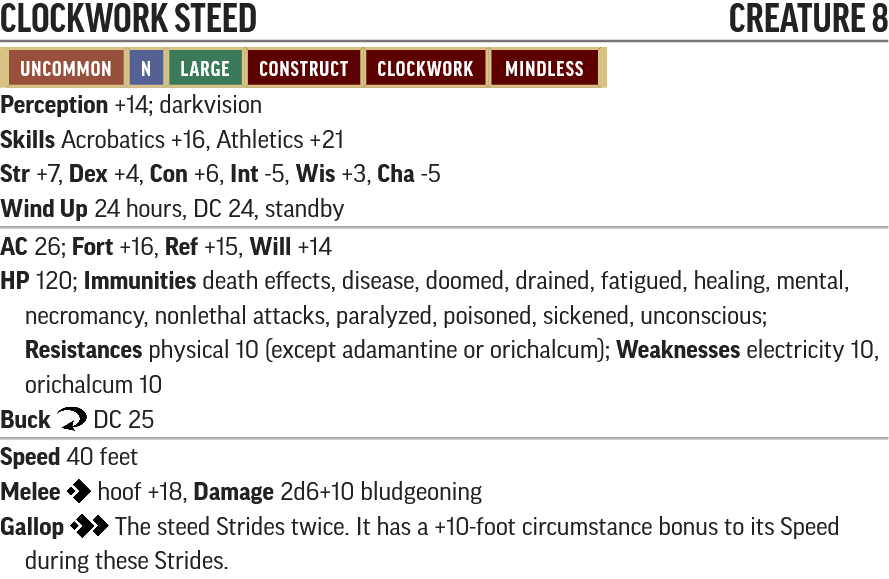 CLOCKWORK STEED CREATURE 8
UNCOMMON N LARGE CONSTRUCT CLOCKWORK MINDLESS
Perception +14; darkvision
Skills Acrobatics +16, Athletics +21
Str +7, Dex +4, Con +6, Int -5, Wis +3, Cha -5
Wind Up 24 hours, DC 24, standby
AC 26; Fort +16, Ref +15, Will +14
HP 120; Immunities death effects, disease, doomed, drained, fatigued, healing, mental,
necromancy, nonlethal attacks, paralyzed, poisoned, sickened, unconscious;
Resistances physical 10 (except adamantine or orichalcum); Weaknesses electricity 10,
orichalcum 10
Buck DC 25
Speed 40 feet
Melee hoof +18, Damage 2d6+10 bludgeoning
Gallop The steed Strides twice. It has a +10-foot circumstance bonus to its Speed
during these Strides.